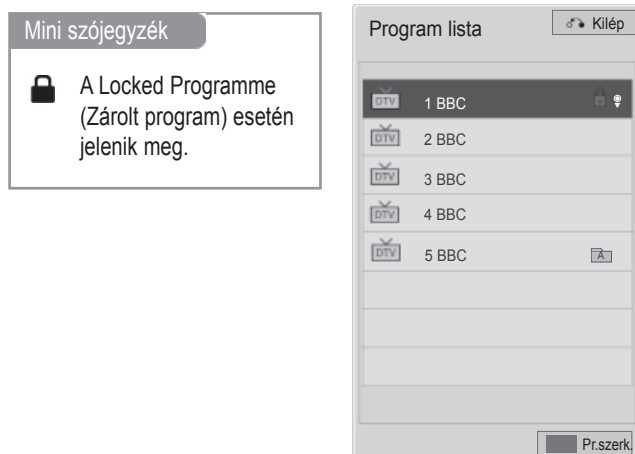 Mini szójegyzék
A Locked Programme
(Zárolt program) esetén
jelenik meg.
Program lista
Kilép
DTV 1 BBC
DTV 2 BBC
DTV 3 BBC
DTV 4 BBC
DTV 5 BBC A
Pr.szerk.